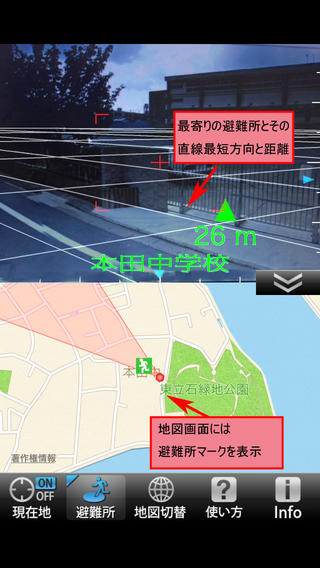 最寄りの避難所とその
直線最短方向と距離
26 m
本田中学校
本田中
東立石緑地公園
地図画面には
避難所マークを表示
著作権情報
ON
OFF
現在地
避難所
地図切替
?
使い方
i
Info